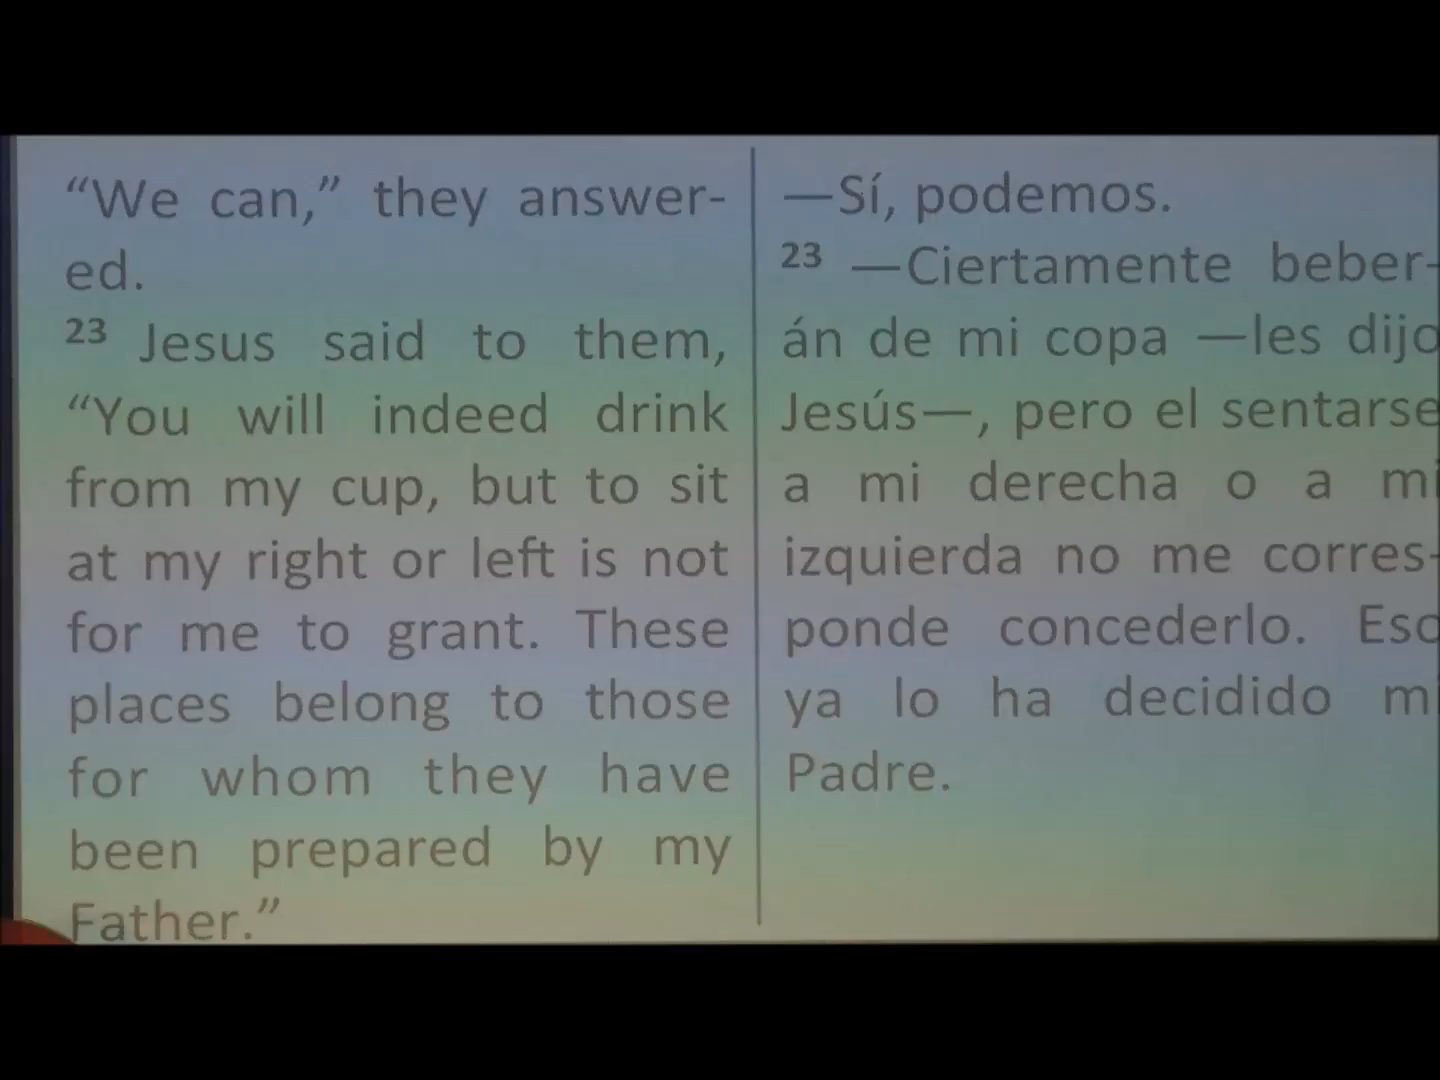 “We can,” they answer-
ed.
23 Jesus said to them,
“You will indeed drink
from my cup, but to sit
at my right or left is not
for me to grant. These
places belong to those
for whom they have
been prepared by my
Father.”
—Sí, podemos.
23 —Ciertamente beber-
án de mi copa —les dijo
Jesús—, pero el sentarse
a mi derecha o a mi
izquierda no me corres-
ponde concederlo. Eso
ya lo ha decidido mi
Padre.